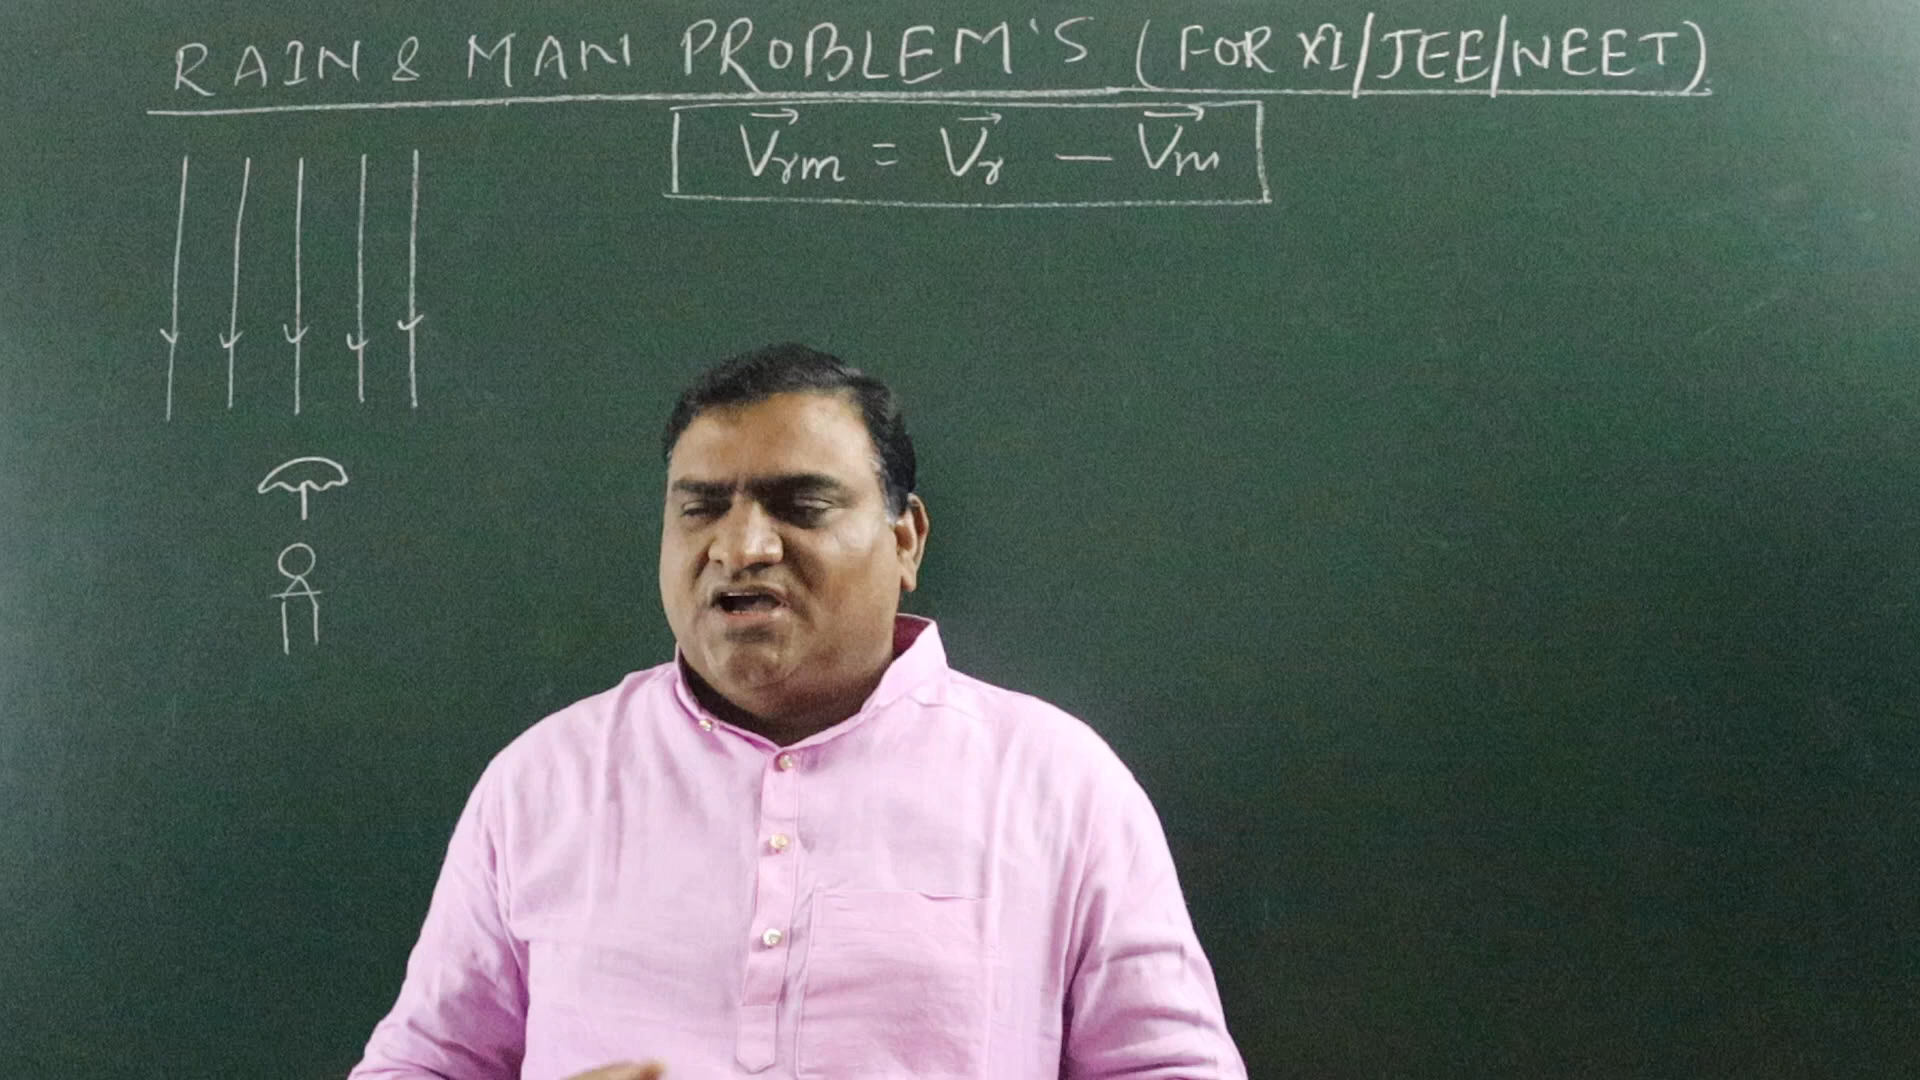 RAIN & MAN PROBLEM'S (FOR XI/JEE/NEET)
V⃗rm = V⃗r − V⃗m